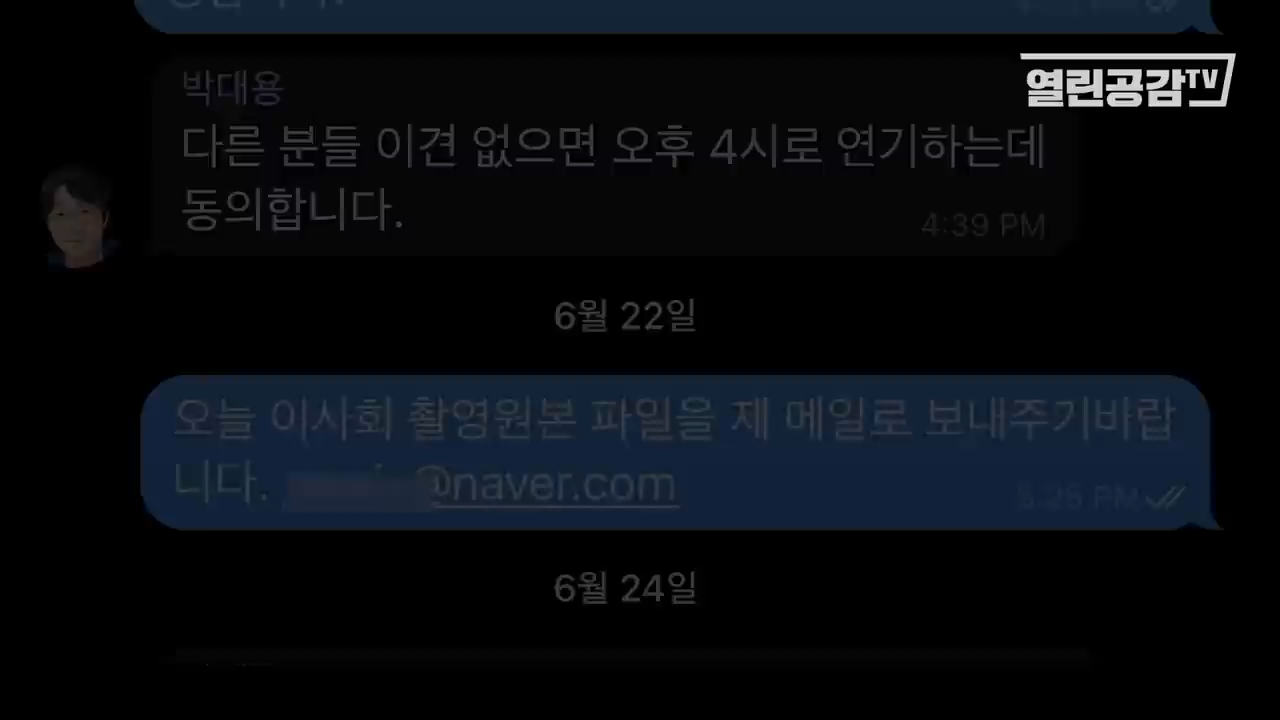 열린공감TV
박대용
다른 분들 이견 없으면 오후 4시로 연기하는데
동의합니다.
4:39 PM
6월 22일
오늘 이사회 촬영원본 파일을 제 메일로 보내주기바랍
니다. @naver.com
PM
6월 24일